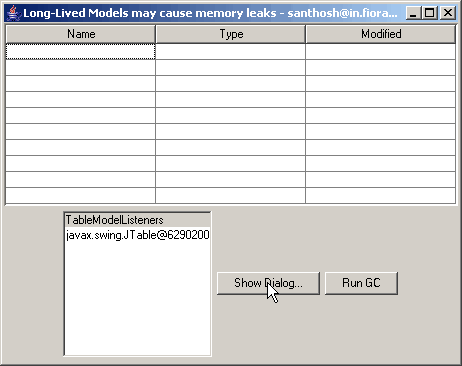 Long-Lived Models may cause memory leaks - santhosh@in.fiora...
Name Type Modified
TableModelListeners
javax.swing.JTable@6290200
Show Dialog... Run GC